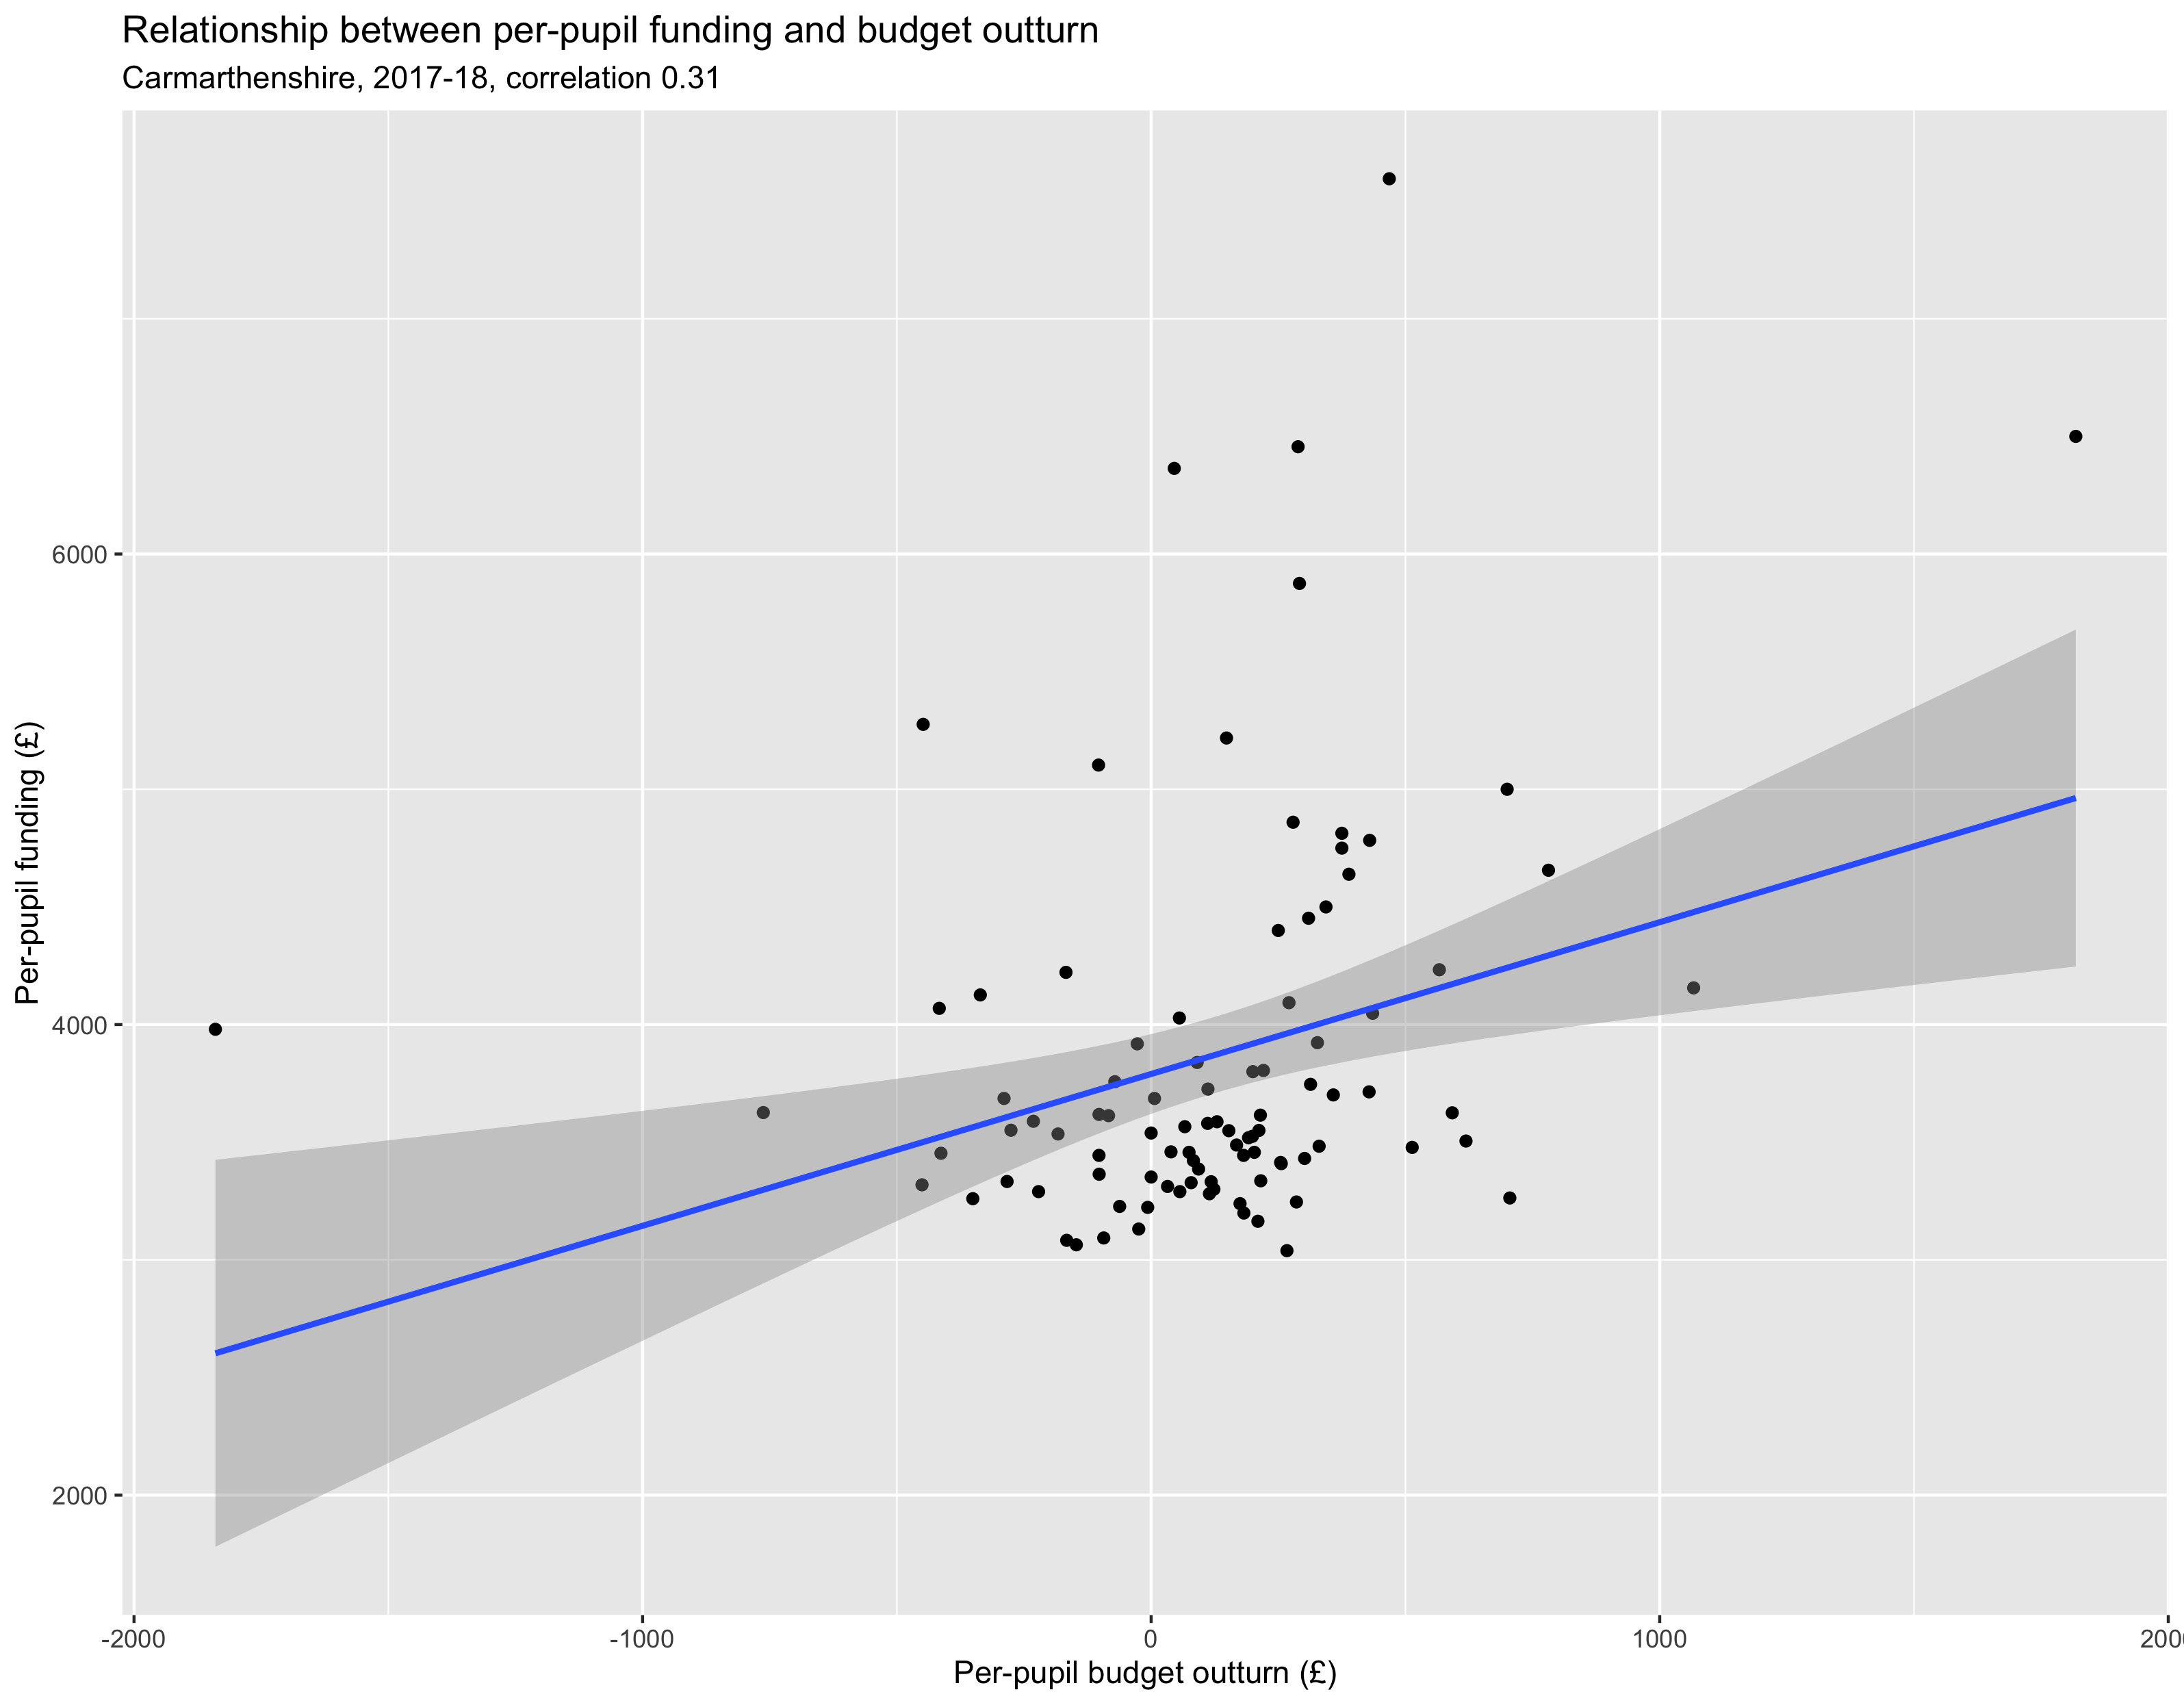 Relationship between per-pupil funding and budget outturn
Carmarthenshire, 2017-18, correlation 0.31
Per-pupil funding (£)
6000
4000
2000
-2000
-1000
0
1000
200
Per-pupil budget outturn (£)